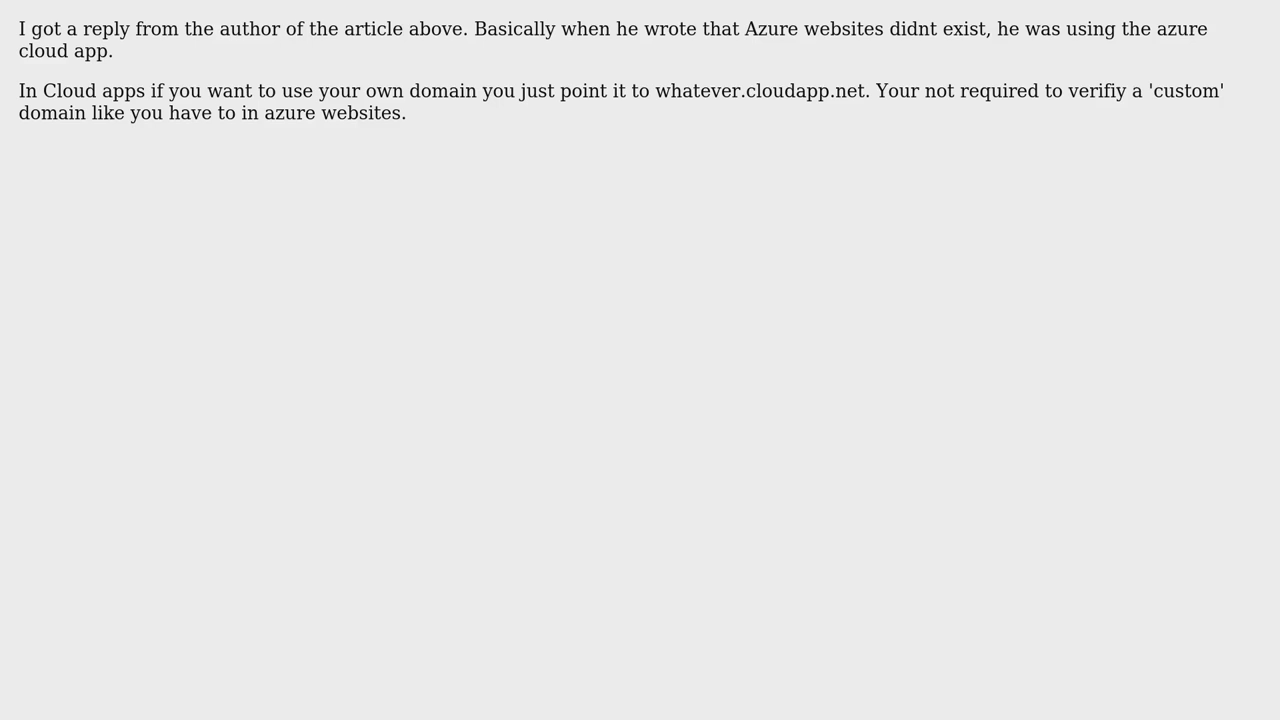 I got a reply from the author of the article above. Basically when he wrote that Azure websites didnt exist, he was using the azure
cloud app.
In Cloud apps if you want to use your own domain you just point it to whatever.cloudapp.net. Your not required to verifiy a 'custom'
domain like you have to in azure websites.